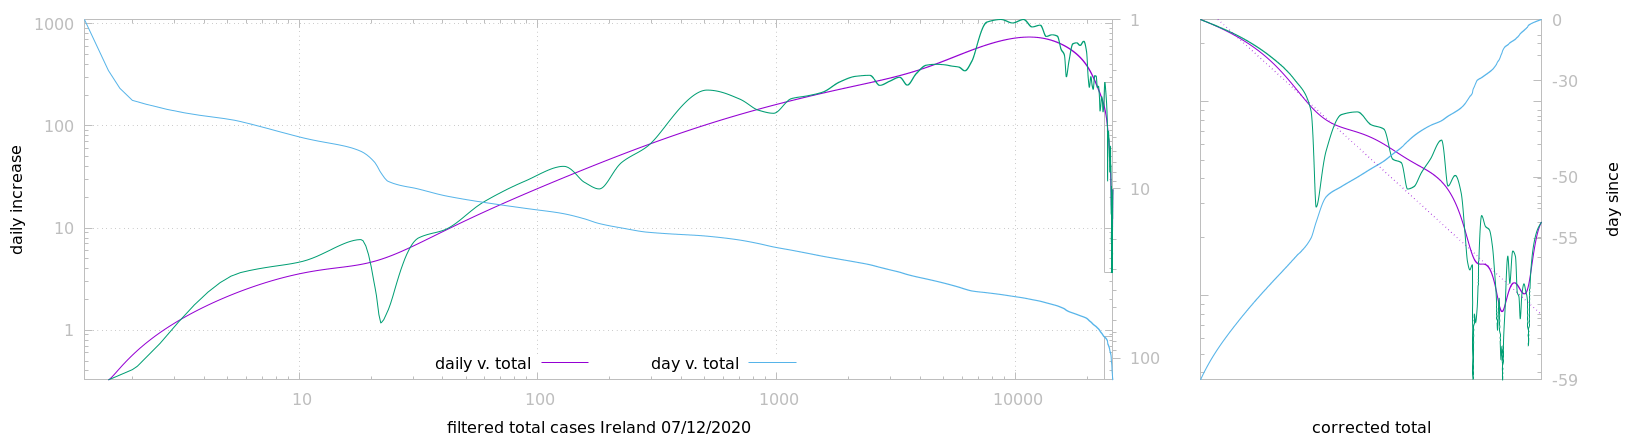 1000
100
10
1
daily increase
10
100
1000
10000
filtered total cases Ireland 07/12/2020
daily v. total
day v. total
1
10
100
0
-30
-50
-55
-59
day since
corrected total